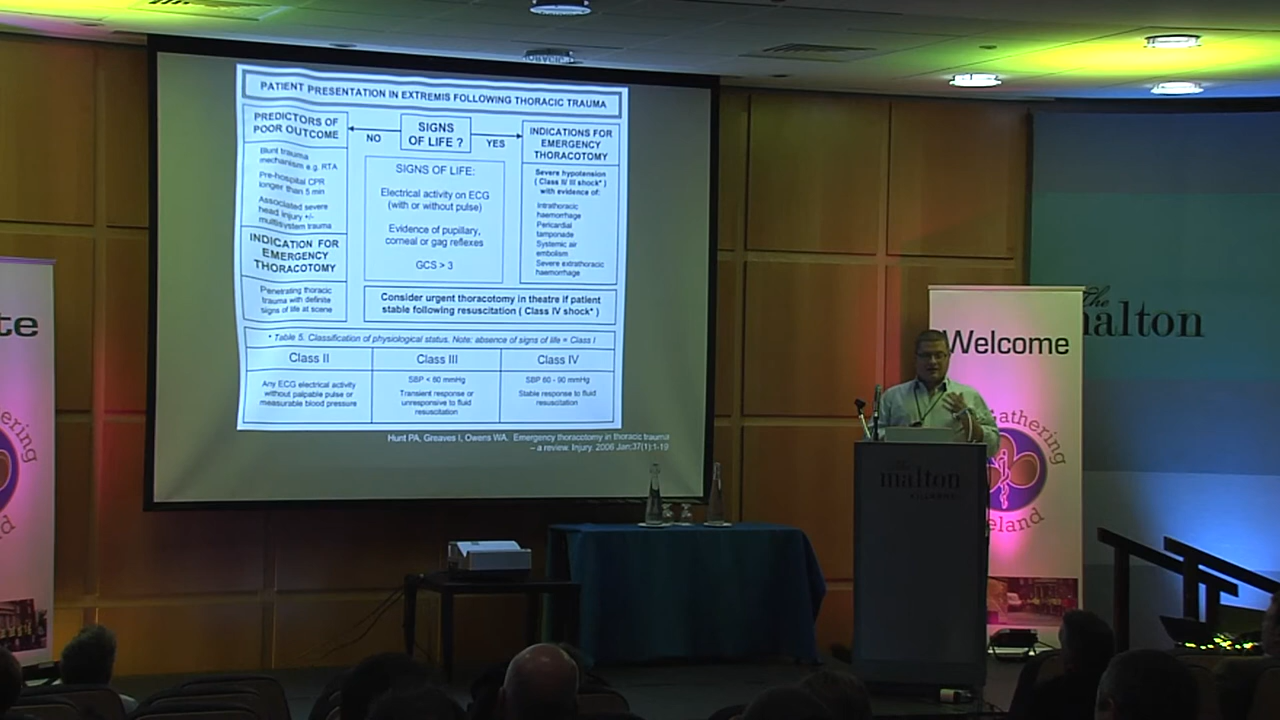 PATIENT PRESENTATION IN EXTREMIS FOLLOWING THORACIC TRAUMA
PREDICTORS OF
POOR OUTCOME
Blunt trauma
mechanism e.g. RTA
Pre-hospital CPR
longer than 5 min
Associated severe
head injury +/-
multisystem trauma
INDICATION FOR
EMERGENCY
THORACOTOMY
Penetrating thoracic
trauma with definite
signs of life at scene
NO
SIGNS
OF LIFE ?
YES
SIGNS OF LIFE:
Electrical activity on ECG
(with or without pulse)
Evidence of pupillary,
corneal or gag reflexes
GCS > 3
INDICATIONS FOR
EMERGENCY
THORACOTOMY
Severe hypotension
( Class IV III shock* )
with evidence of:
Intrathoracic
haemorrhage
Pericardial
tamponade
Systemic air
embolism
Severe extrathoracic
haemorrhage
Consider urgent thoracotomy in theatre if patient
stable following resuscitation ( Class IV shock* )
* Table 5. Classification of physiological status. Note: absence of signs of life = Class I
Class II
Class III
Class IV
Any ECG electrical activity
without palpable pulse or
measurable blood pressure
SBP < 60 mmHg
Transient response or
unresponsive to fluid
resuscitation
SBP 60 - 90 mmHg
Stable response to fluid
resuscitation
Hunt PA, Greaves I, Owens WA. Emergency thoracotomy in thoracic trauma
– a review. Injury. 2006 Jan;37(1):1-19
te
ering
d
Welcome
Gathering
eland
The
malton
The
malton